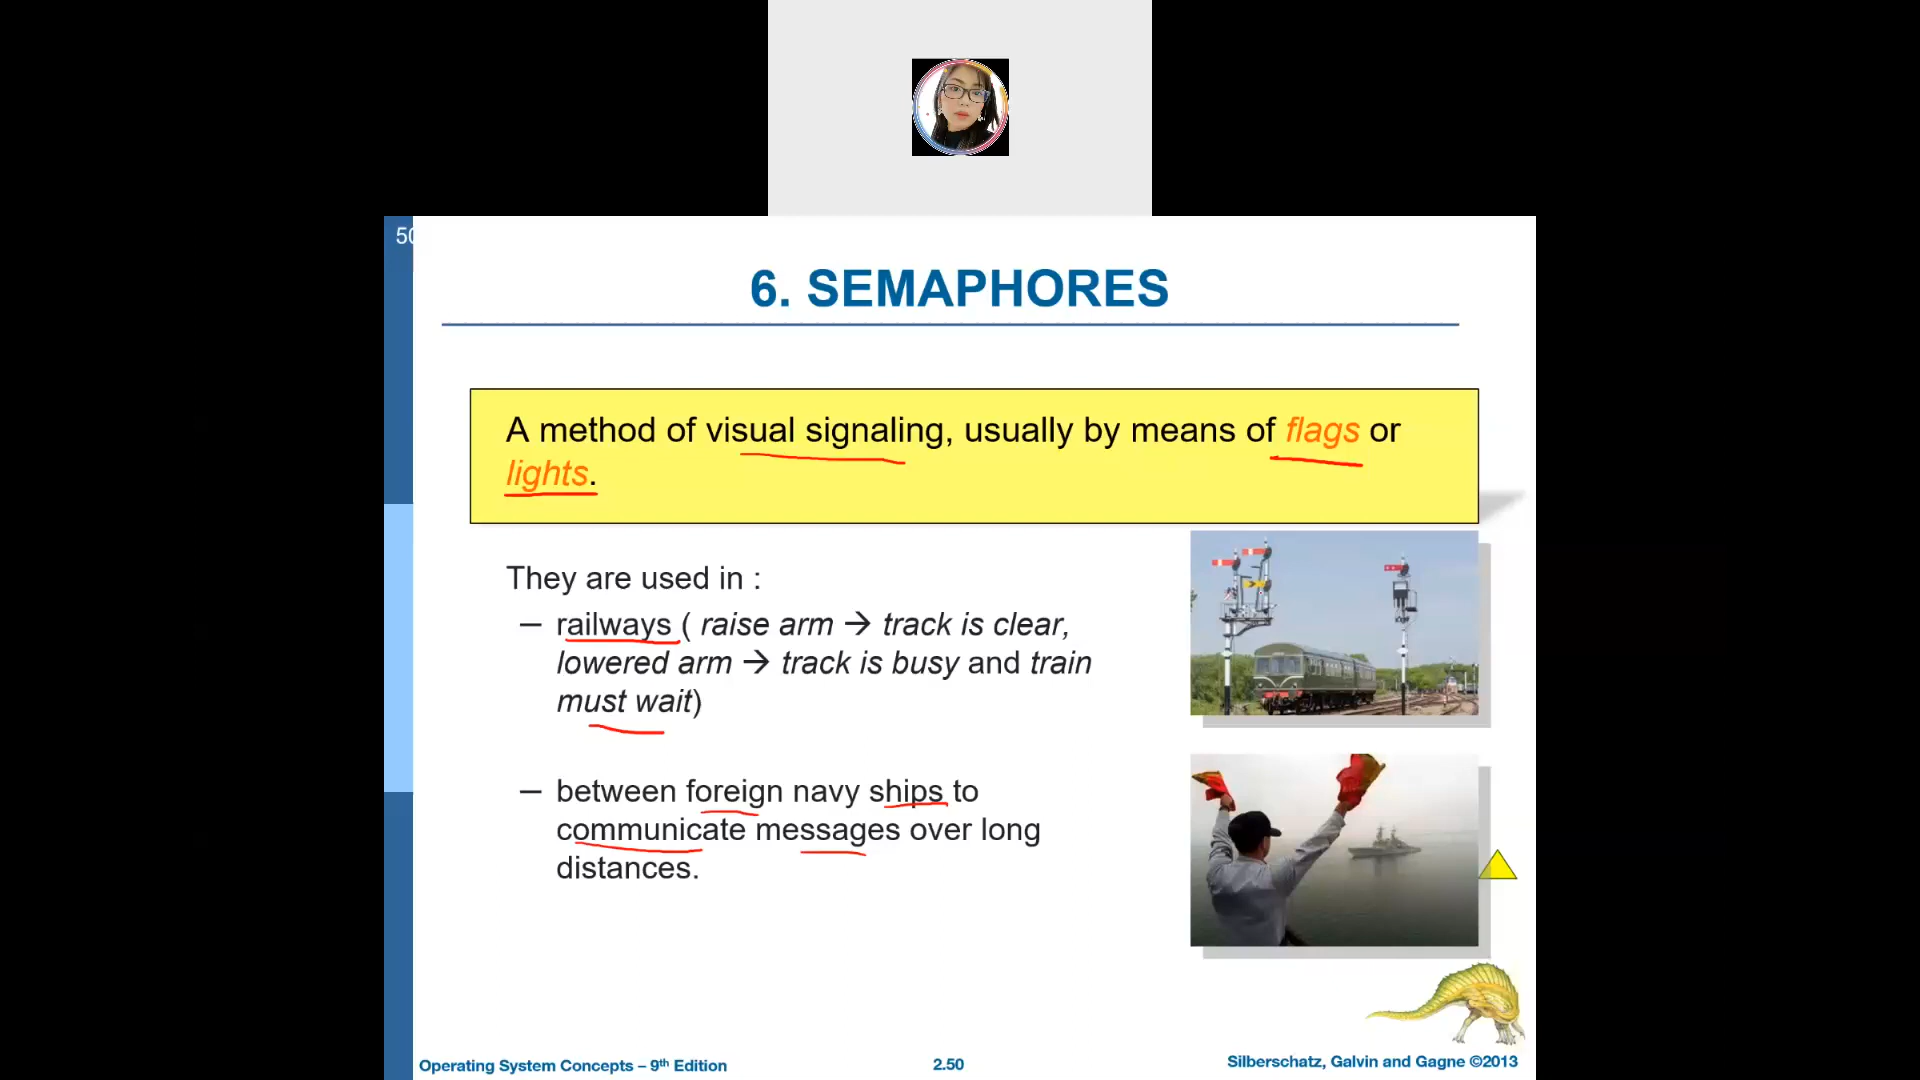 50
6. SEMAPHORES
A method of visual signaling, usually by means of flags or
lights.
They are used in :
– railways ( raise arm → track is clear,
lowered arm → track is busy and train
must wait)
– between foreign navy ships to
communicate messages over long
distances.
Operating System Concepts – 9th Edition
2.50
Silberschatz, Galvin and Gagne ©2013